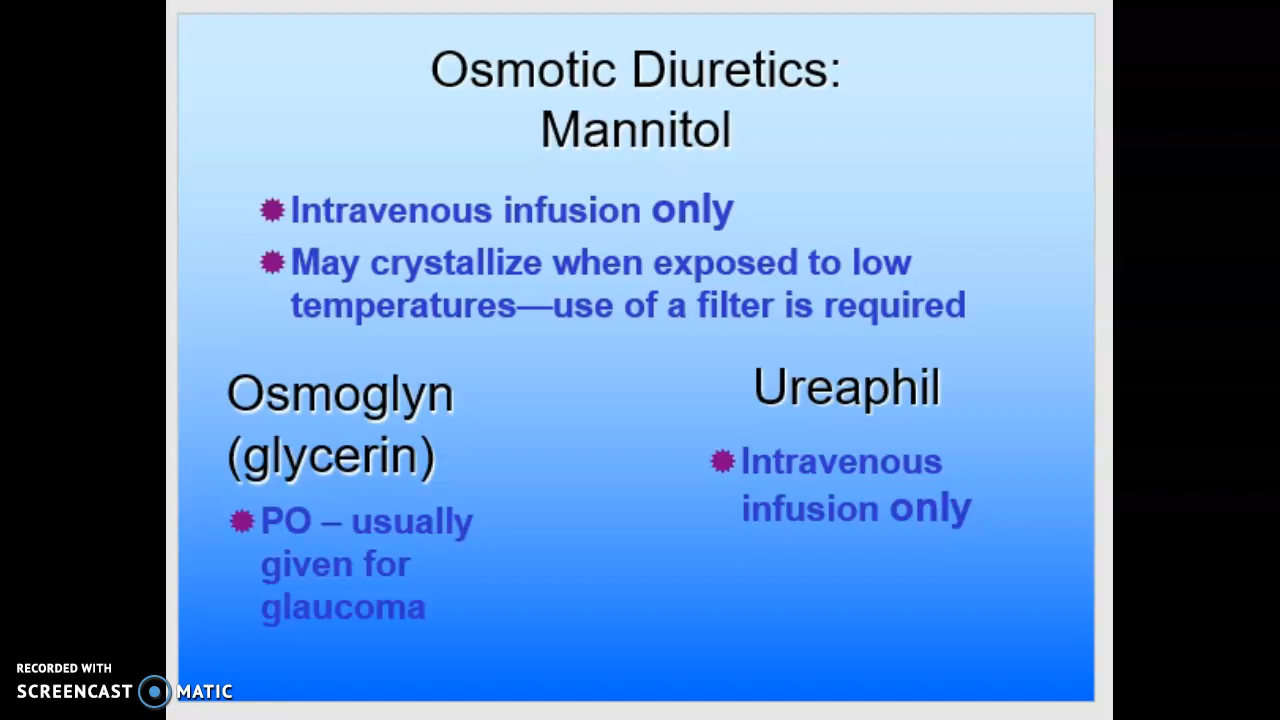 Osmotic Diuretics:
Mannitol
Intravenous infusion only
May crystallize when exposed to low
temperatures—use of a filter is required
Osmoglyn
(glycerin)
PO – usually
given for
glaucoma
Ureaphil
Intravenous
infusion only
RECORDED WITH
SCREENCAST MATIC